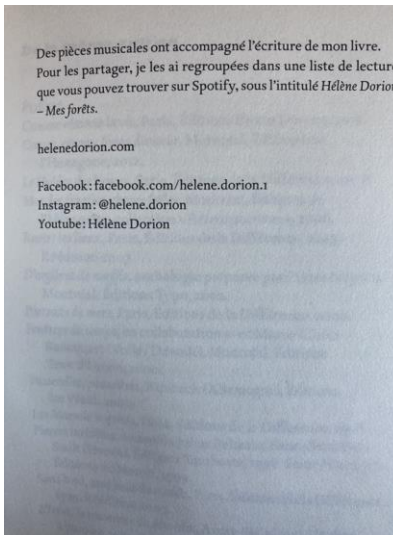 Des pièces musicales ont accompagné l'écriture de mon livre.
Pour les partager, je les ai regroupées dans une liste de lecture
que vous pouvez trouver sur Spotify, sous l'intitulé Hélène Dorion
– Mes forêts.
helenedorion.com
Facebook : facebook.com/helene.dorion.1
Instagram : @helene.dorion
Youtube : Hélène Dorion